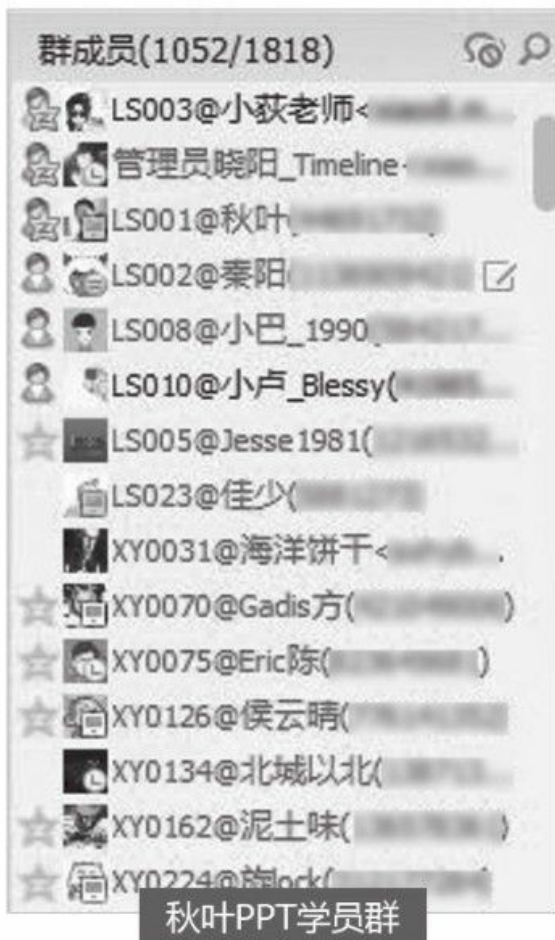 群成员(1052/1818)
LS003@小荻老师<
管理员晓阳_Timeline
LS001@秋叶(
LS002@秦阳(
LS008@小巴_1990
LS010@小卢_Blessy(
LS005@Jesse1981(
LS023@佳少(
XY0031@海洋饼干<
XY0070@Gadis方( )
XY0075@Eric陈( )
XY0126@侯云晴(
XY0134@北城以北(
XY0162@泥土味( )
XY0224@ lock(
秋叶PPT学员群